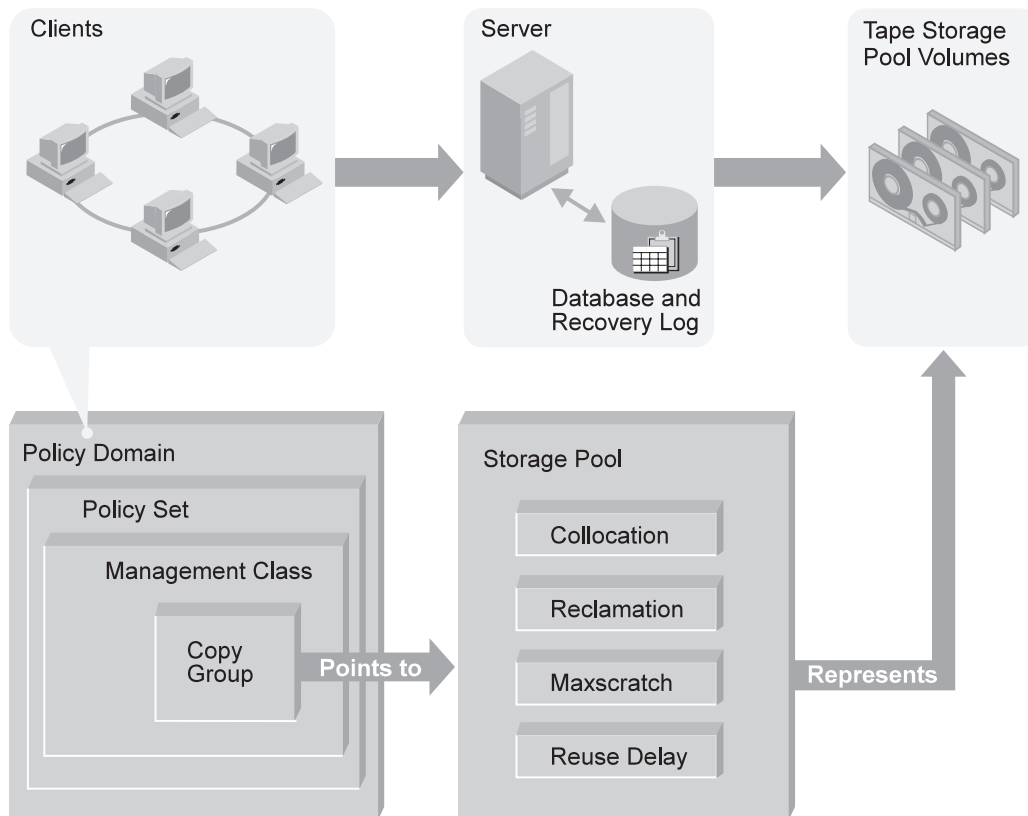 Clients
Server
Tape Storage
Pool Volumes
Database and
Recovery Log
Policy Domain
Policy Set
Management Class
Copy
Group
Points to
Storage Pool
Collocation
Reclamation
Maxscratch
Reuse Delay
Represents